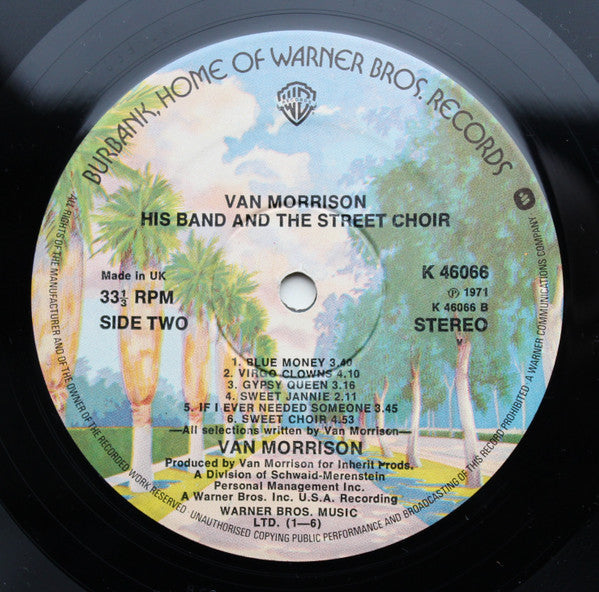 BURBANK, HOME OF WARNER BROS. RECORDS
VAN MORRISON
HIS BAND AND THE STREET CHOIR
Made in UK
33⅓ RPM
SIDE TWO
K 46066
Ⓟ 1971
K 46066 B
STEREO
1. BLUE MONEY 3.40
2. VIRGO CLOWNS 4.10
3. GYPSY QUEEN 3.16
4. SWEET JANNIE 2.11
5. IF I EVER NEEDED SOMEONE 3.45
6. SWEET CHOIR 4.53
—All selections written by Van Morrison—
VAN MORRISON
Produced by Van Morrison for Inherit Prods.
A Division of Schwaid-Merenstein
Personal Management Inc.
A Warner Bros. Inc. U.S.A. Recording
WARNER BROS. MUSIC
LTD. (1—6)
ALL RIGHTS OF THE MANUFACTURER AND OF THE OWNER OF THE RECORDED WORK RESERVED · UNAUTHORISED COPYING PUBLIC PERFORMANCE AND BROADCASTING OF THIS RECORD PROHIBITED · A WARNER COMMUNICATIONS COMPANY